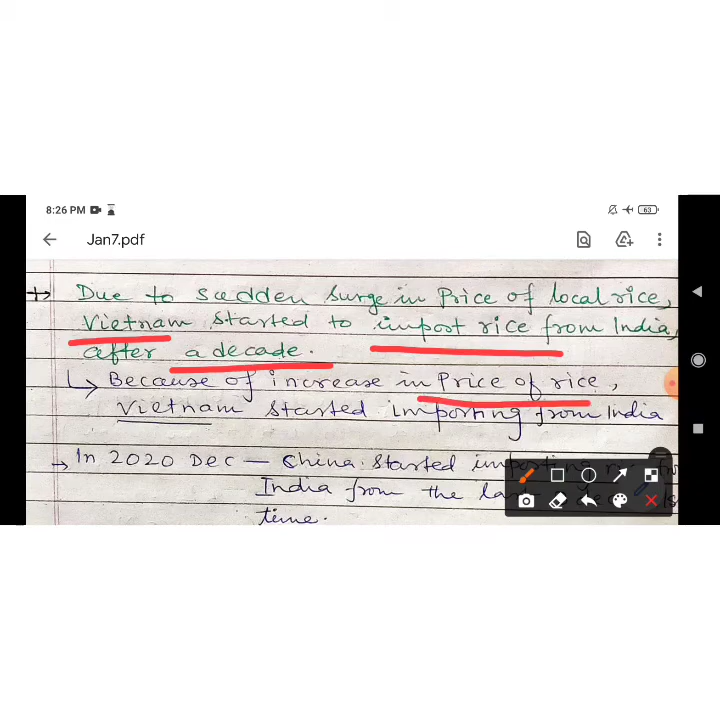 8:26 PM
63
Jan7.pdf
Due to sudden surge in Price of local rice,
Vietnam started to import rice from India,
after a decade.
Because of increase in Price of rice,
Vietnam started importing from India
In 2020 Dec — China started importing
India from the
time.